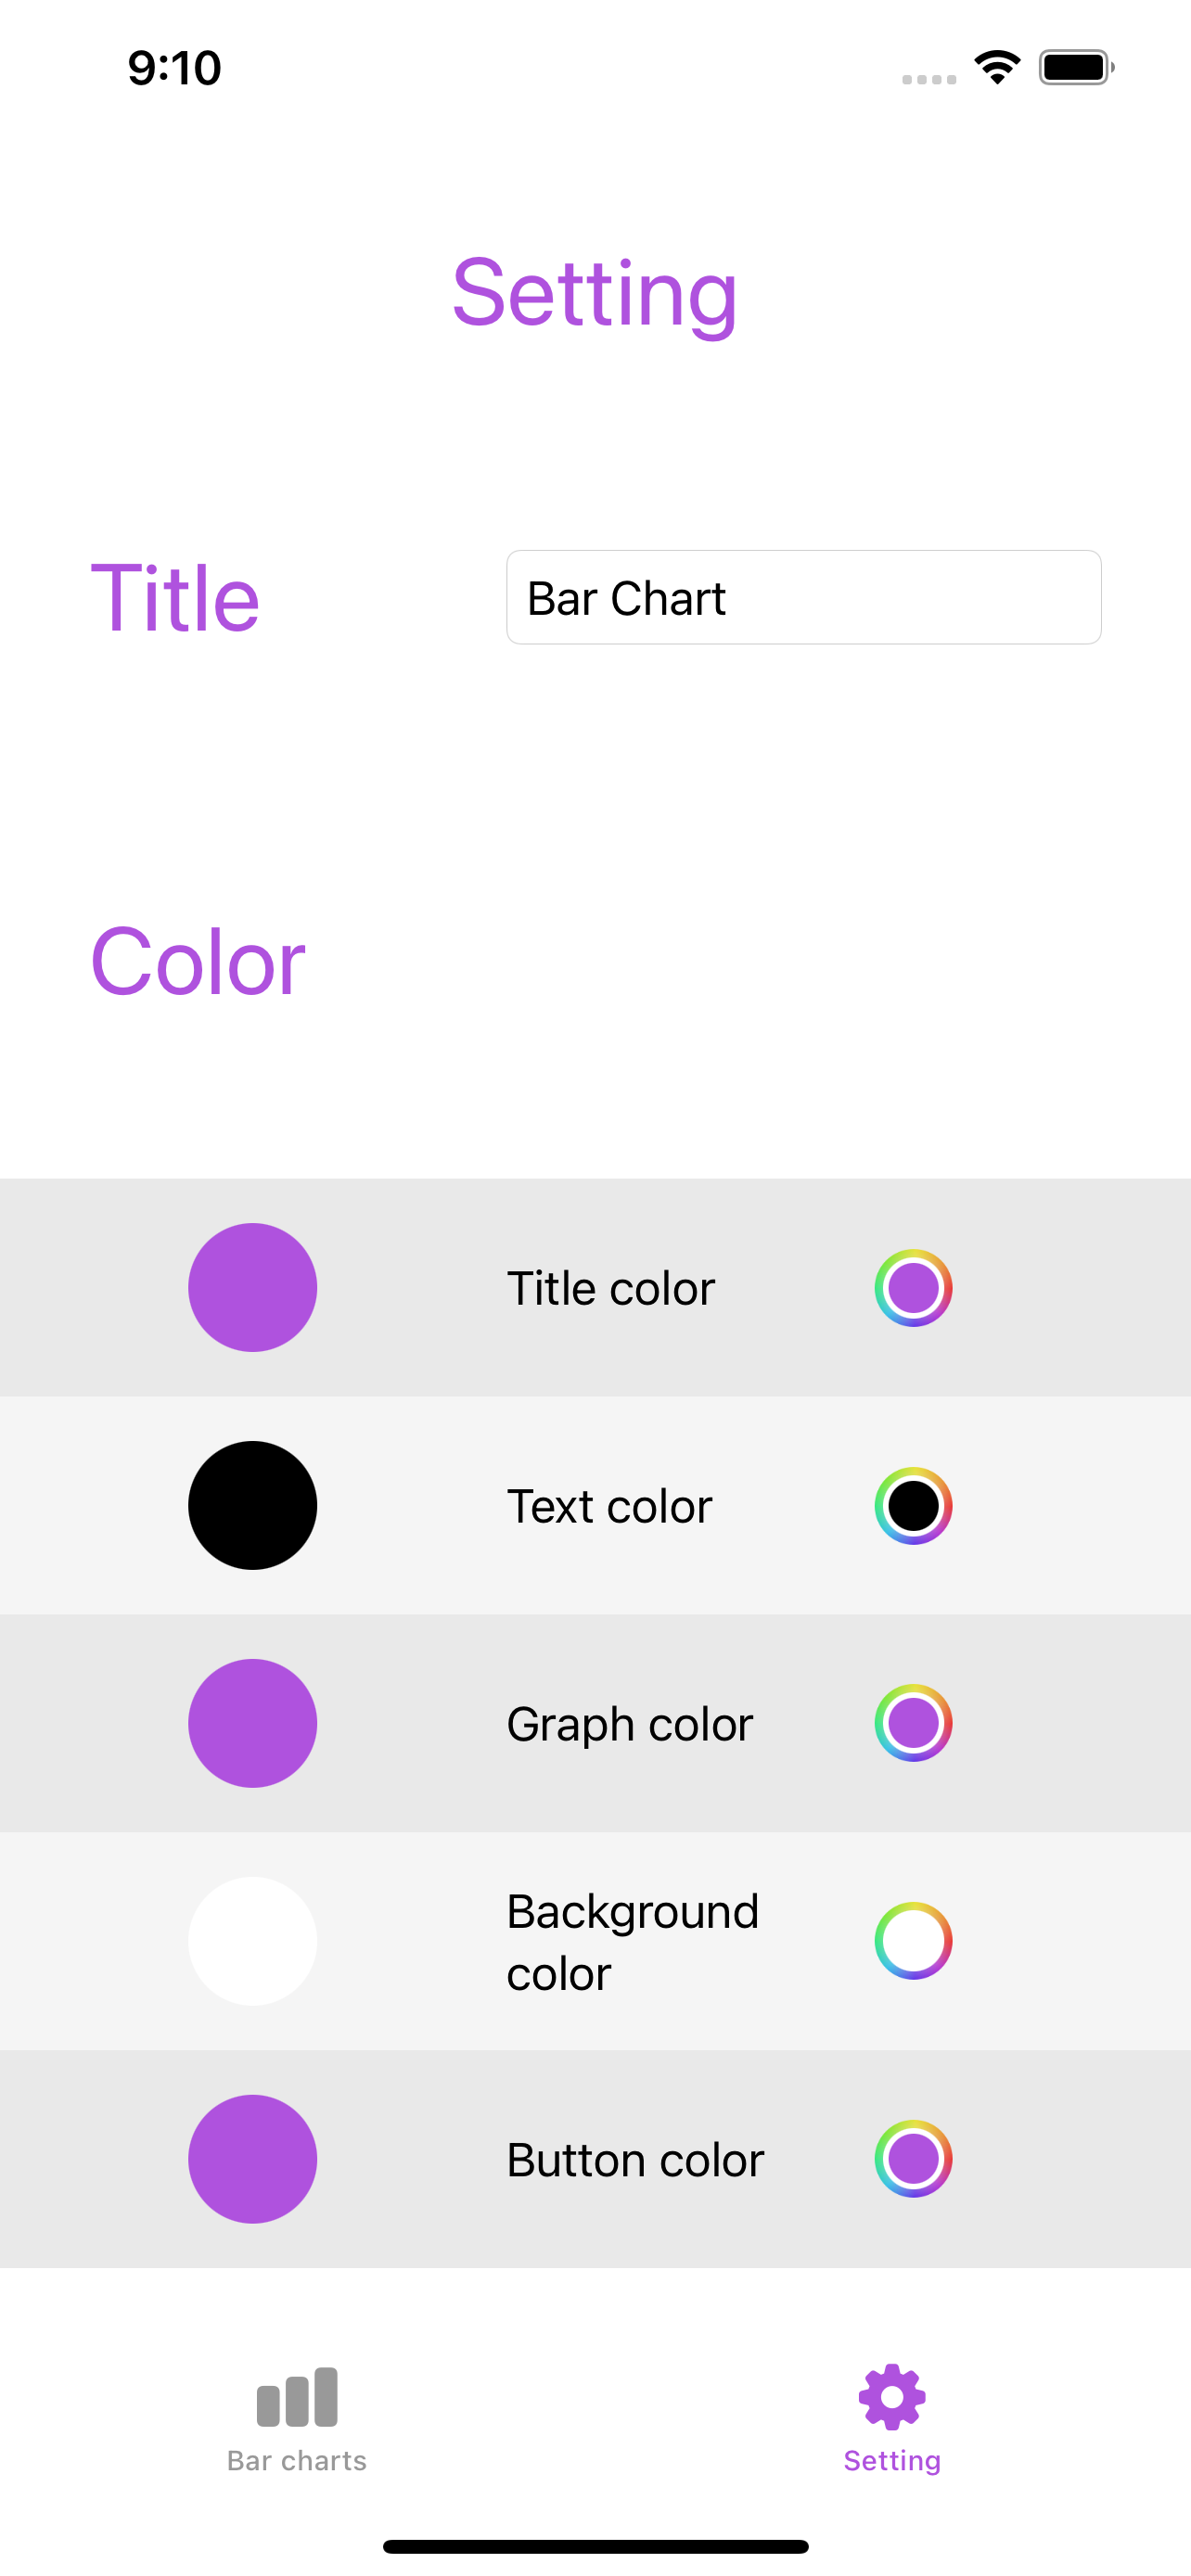 9:10
Setting
Title
Bar Chart
Color
Title color
Text color
Graph color
Background
color
Button color
Bar charts
Setting